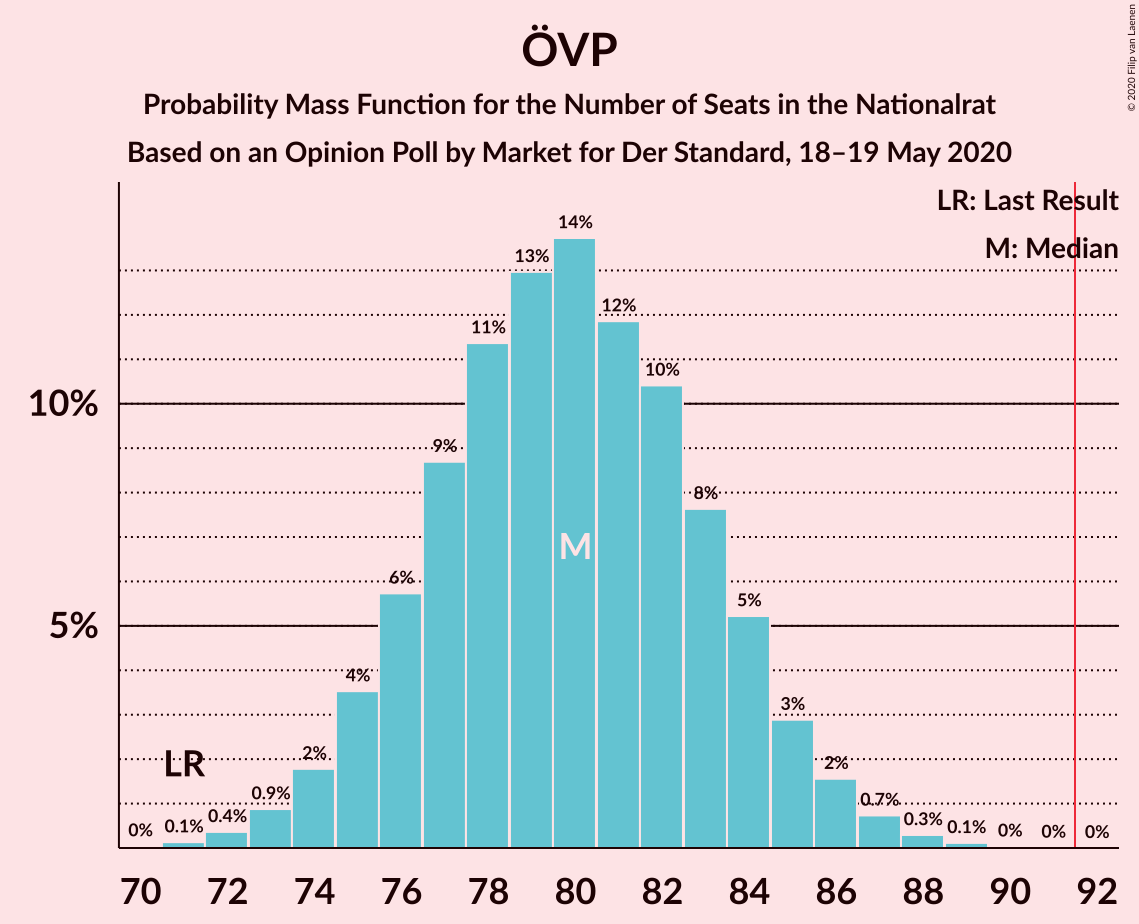 ÖVP
Probability Mass Function for the Number of Seats in the Nationalrat
Based on an Opinion Poll by Market for Der Standard, 18–19 May 2020
© 2020 Filip van Laenen
LR: Last Result
M: Median
14%
13%
12%
11%
10%
10%
9%
8%
M
6%
5%
5%
4%
3%
LR
2%
2%
0.9%
0.7%
0.4%
0.3%
0%
0.1%
0.1%
0%
0%
0%
70 72 74 76 78 80 82 84 86 88 90 92